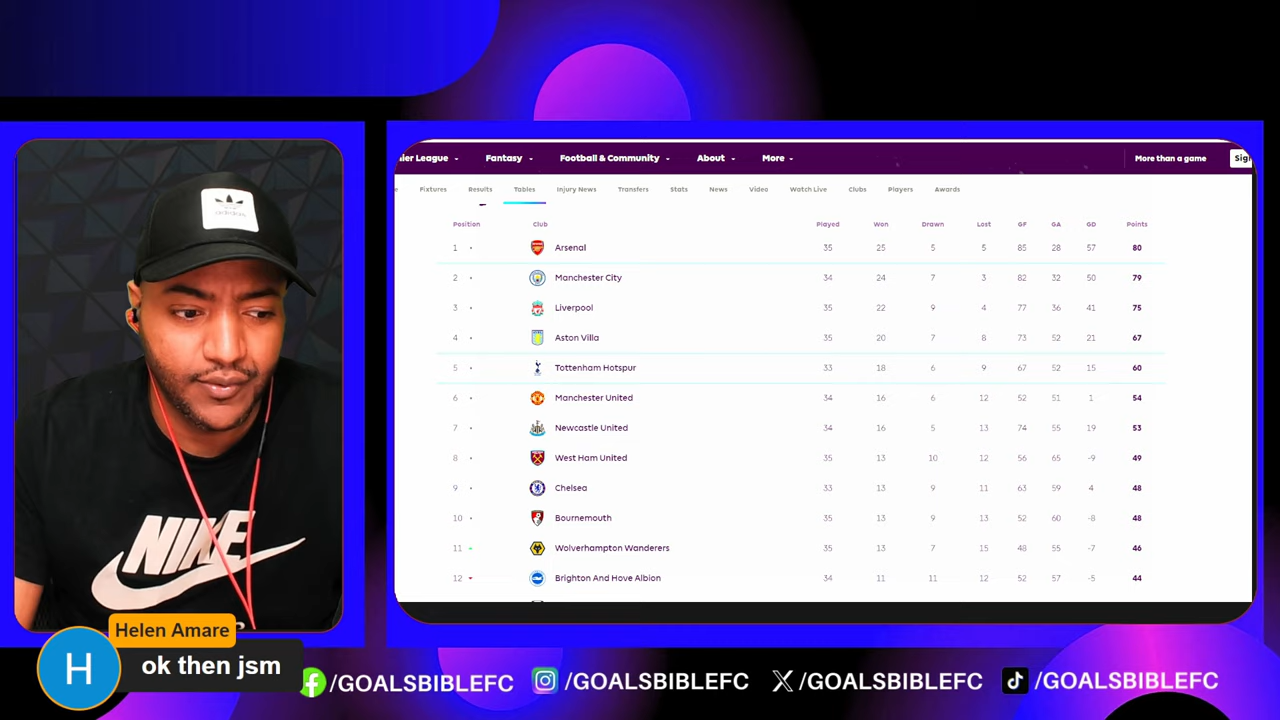 ier League Fantasy Football & Community About More More than a game Sign
Fixtures Results Tables Injury News Transfers Stats News Video Watch Live Clubs Players Awards
Position Club Played Won Drawn Lost GF GA GD Points
1 Arsenal 35 25 5 5 85 28 57 80
2 Manchester City 34 24 7 3 82 32 50 79
3 Liverpool 35 22 9 4 77 36 41 75
4 Aston Villa 35 20 7 8 73 52 21 67
5 Tottenham Hotspur 33 18 6 9 67 52 15 60
6 Manchester United 34 16 6 12 52 51 1 54
7 Newcastle United 34 16 5 13 74 55 19 53
8 West Ham United 35 13 10 12 56 65 -9 49
9 Chelsea 33 13 9 11 63 59 4 48
10 Bournemouth 35 13 9 13 52 60 -8 48
11 Wolverhampton Wanderers 35 13 7 15 48 55 -7 46
12 Brighton And Hove Albion 34 11 11 12 52 57 -5 44
adidas
NIKE
Helen Amare
H
ok then jsm
/GOALSBIBLEFC /GOALSBIBLEFC /GOALSBIBLEFC /GOALSBIBLEFC